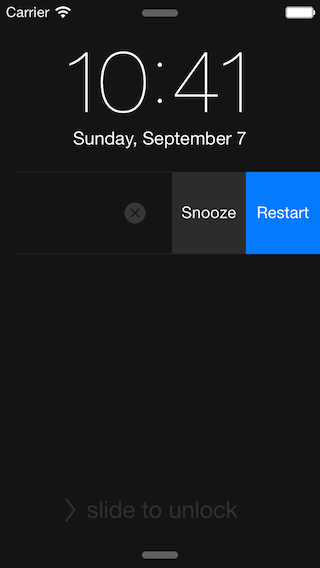 Carrier
10:41
Sunday, September 7
Snooze Restart
slide to unlock